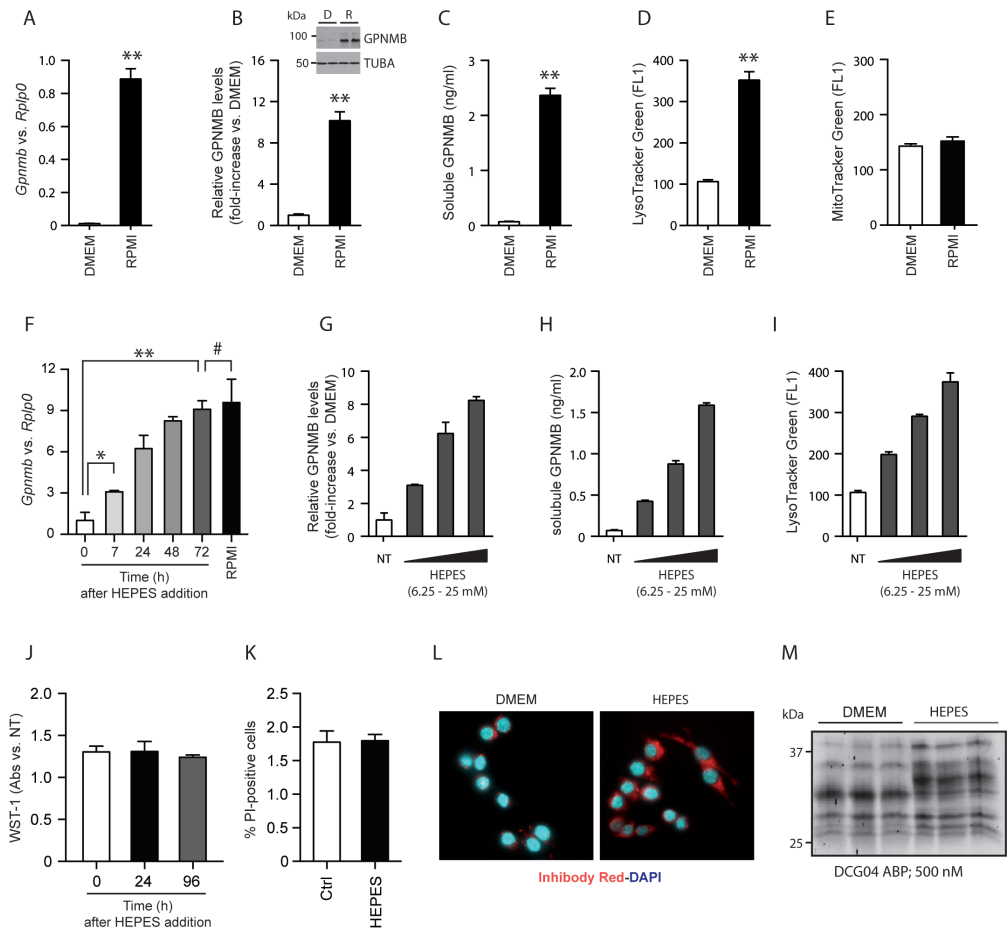 A
Gpnmb vs. Rplp0
1.0
0.8
0.6
0.4
0.2
0
**
DMEM
RPMI
B
kDa
D R
100
GPNMB
50
TUBA
Relative GPNMB levels
(fold-increase vs. DMEM)
16
12
8
4
0
**
DMEM
RPMI
C
Soluble GPNMB (ng/ml)
3
2
1
0
**
DMEM
RPMI
D
LysoTracker Green (FL1)
400
300
200
100
0
**
DMEM
RPMI
E
MitoTracker Green (FL1)
300
200
100
0
DMEM
RPMI
F
Gpnmb vs. Rplp0
12
9
6
3
0
*
**
#
0 7 24 48 72 RPMI
Time (h)
after HEPES addition
G
Relative GPNMB levels
(fold-increase vs. DMEM)
10
8
6
4
2
0
NT
HEPES
(6.25 - 25 mM)
H
solubule GPNMB (ng/ml)
2.0
1.5
1.0
0.5
0.0
NT
HEPES
(6.25 - 25 mM)
I
LysoTracker Green (FL1)
400
300
200
100
0
NT
HEPES
(6.25 - 25 mM)
J
WST-1 (Abs vs. NT)
2.0
1.5
1.0
0.5
0
0 24 96
Time (h)
after HEPES addition
K
% PI-positive cells
2.5
2.0
1.5
1.0
0.5
0
Ctrl
HEPES
L
DMEM HEPES
Inhibody Red-DAPI
M
kDa
DMEM HEPES
37
25
DCG04 ABP; 500 nM